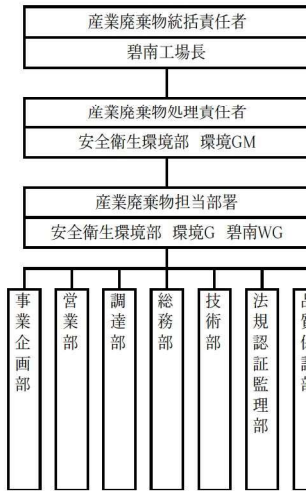 産業廃棄物統括責任者
碧南工場長
産業廃棄物処理責任者
安全衛生環境部 環境GM
産業廃棄物担当部署
安全衛生環境部 環境G 碧南WG
事業企画部
営業部
調達部
総務部
技術部
法規認証監理部